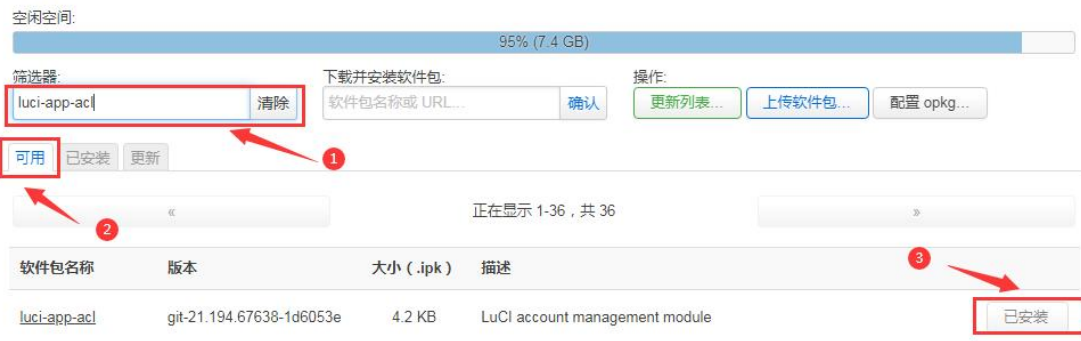 空闲空间:
95% (7.4 GB)
筛选器: 下载并安装软件包: 操作:
luci-app-acl 清除 软件包名称或 URL... 确认 更新列表... 上传软件包... 配置 opkg...
1
可用 已安装 更新
« 正在显示 1-36，共 36 »
2
3
软件包名称 版本 大小 (.ipk) 描述
luci-app-acl git-21.194.67638-1d6053e 4.2 KB LuCI account management module 已安装